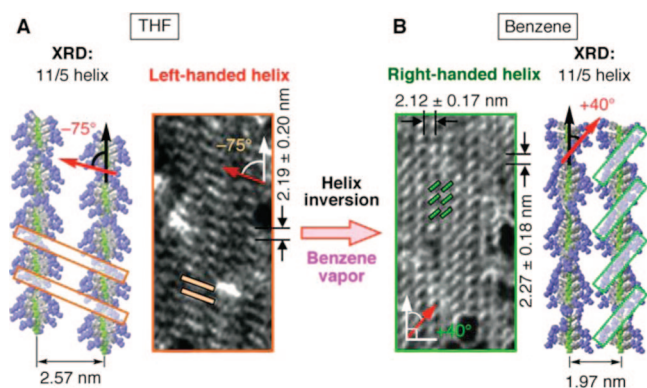 A
THF
XRD:
11/5 helix
−75°
2.57 nm
Left-handed helix
−75°
2.19 ± 0.20 nm
Helix
inversion
Benzene
vapor
B
Benzene
Right-handed helix
2.12 ± 0.17 nm
+40°
2.27 ± 0.18 nm
XRD:
11/5 helix
+40°
1.97 nm